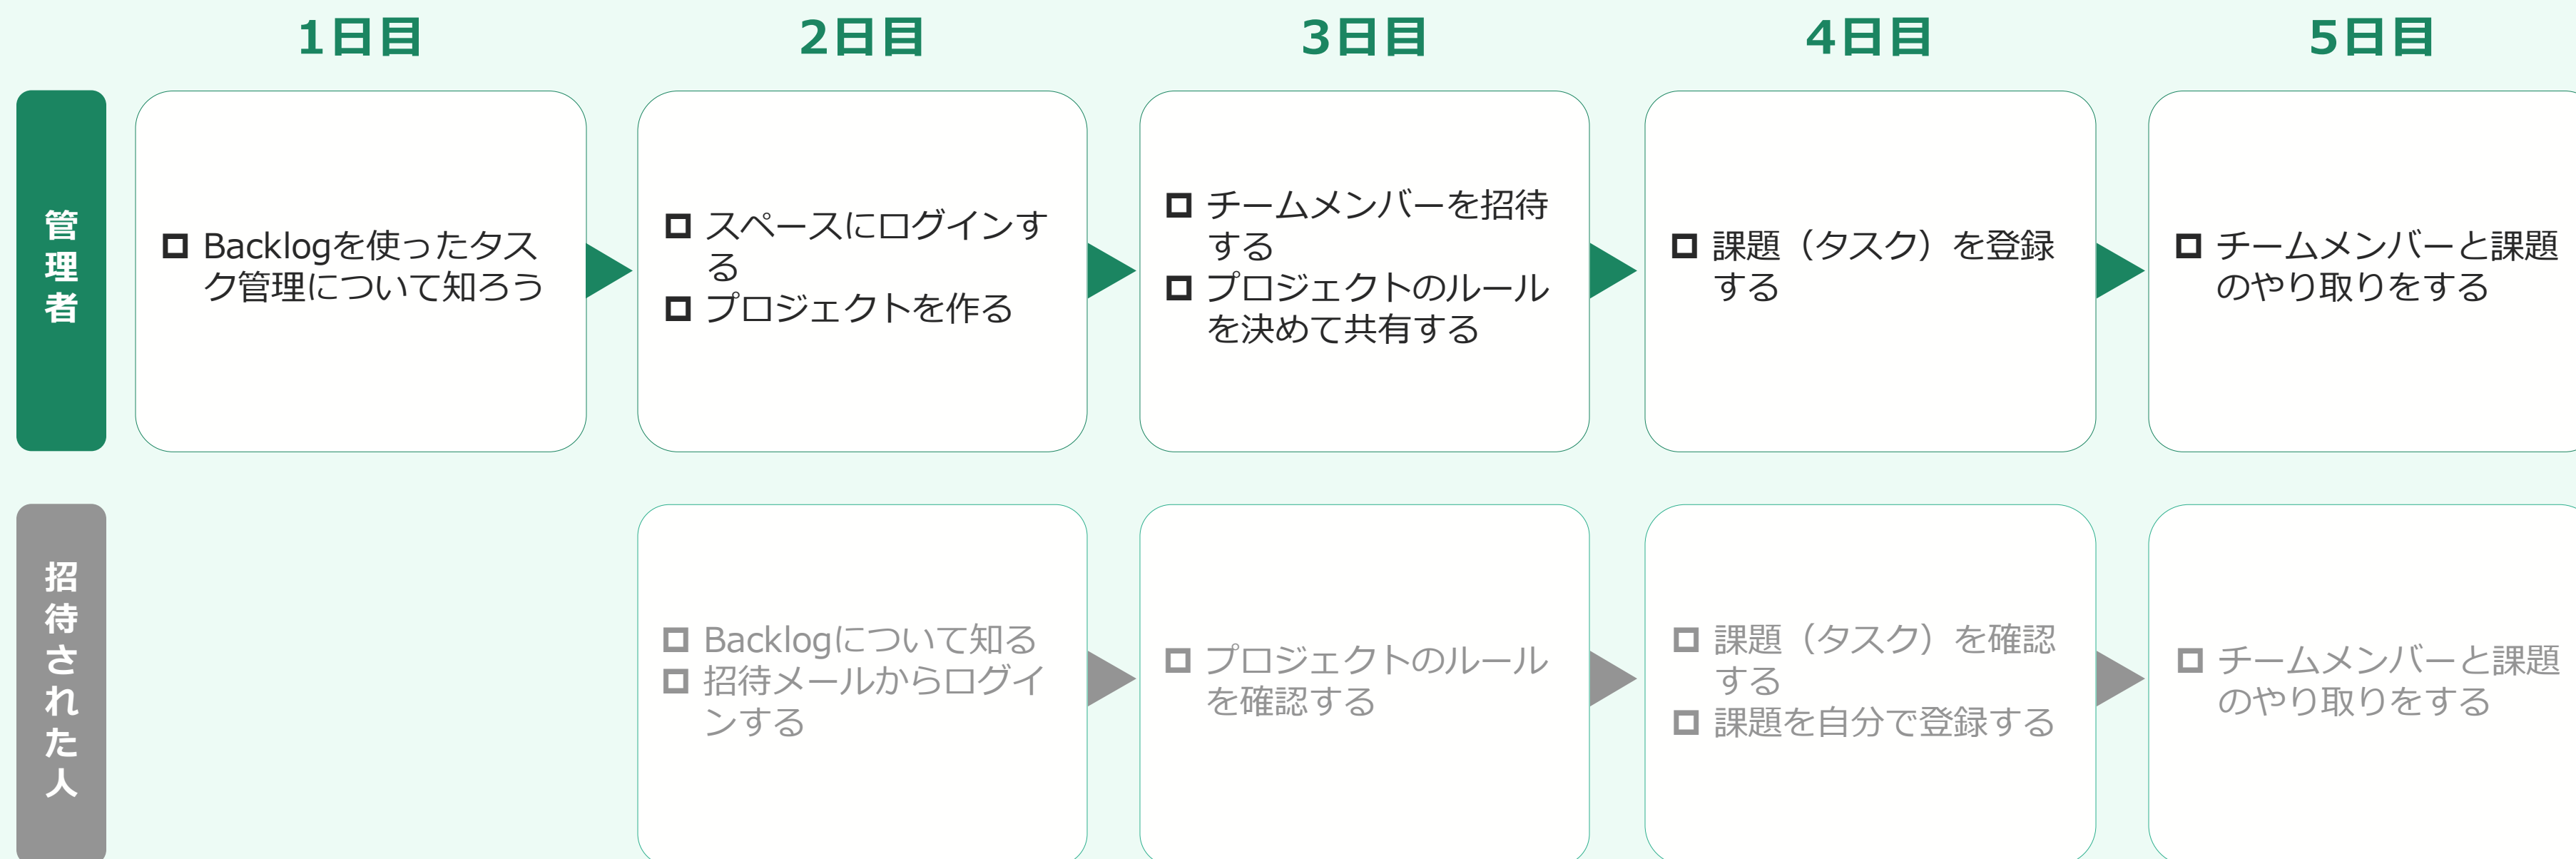 1日目
2日目
3日目
4日目
5日目
管理者
Backlogを使ったタス
ク管理について知ろう
スペースにログインす
る
プロジェクトを作る
チームメンバーを招待
する
プロジェクトのルール
を決めて共有する
課題（タスク）を登録
する
チームメンバーと課題
のやり取りをする
招待された人
Backlogについて知る
招待メールからログイ
ンする
プロジェクトのルール
を確認する
課題（タスク）を確認
する
課題を自分で登録する
チームメンバーと課題
のやり取りをする